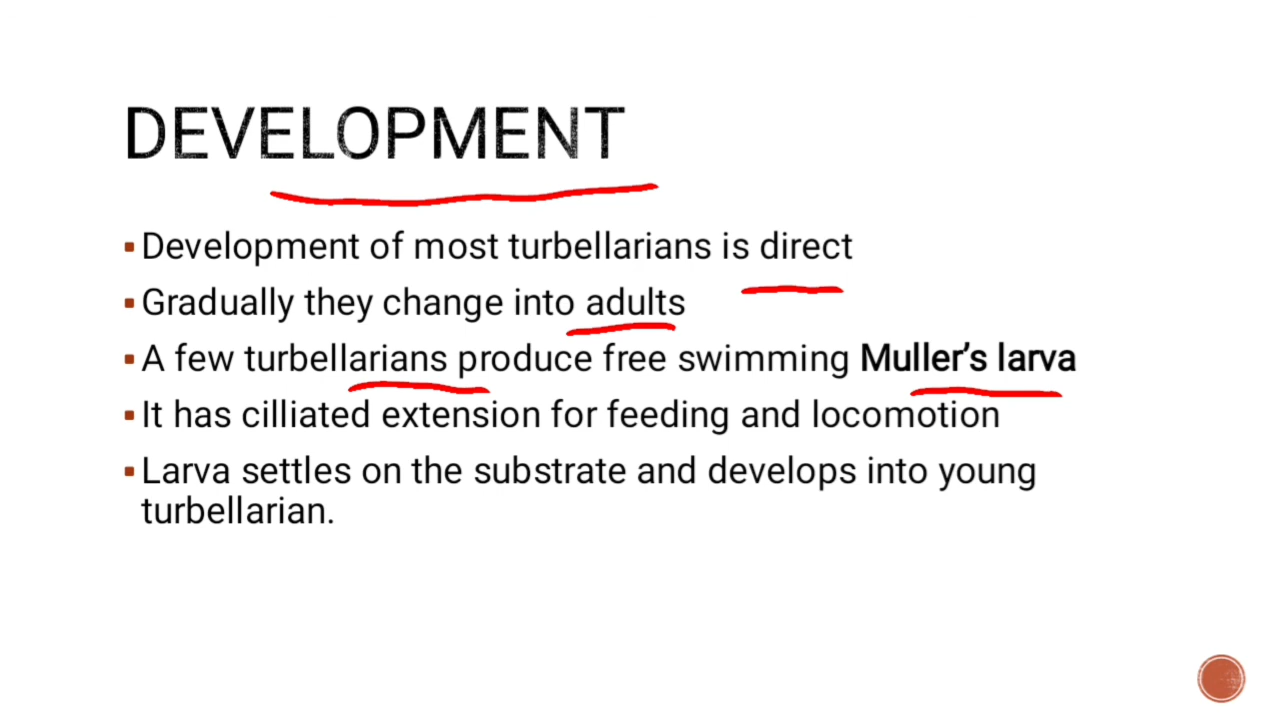 DEVELOPMENT
▪ Development of most turbellarians is direct
▪ Gradually they change into adults
▪ A few turbellarians produce free swimming Muller’s larva
▪ It has cilliated extension for feeding and locomotion
▪ Larva settles on the substrate and develops into young
turbellarian.